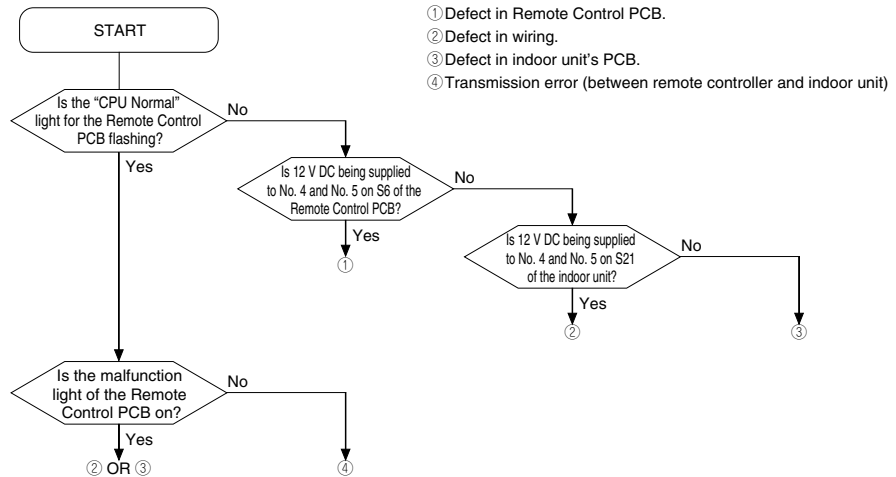 START
①Defect in Remote Control PCB.
②Defect in wiring.
③Defect in indoor unit's PCB.
④Transmission error (between remote controller and indoor unit)
Is the “CPU Normal”
light for the Remote Control
PCB flashing?
No
Yes
Is 12 V DC being supplied
to No. 4 and No. 5 on S6 of the
Remote Control PCB?
No
Yes
①
Is 12 V DC being supplied
to No. 4 and No. 5 on S21
of the indoor unit?
No
Yes
②
③
Is the malfunction
light of the Remote
Control PCB on?
No
Yes
② OR ③
④